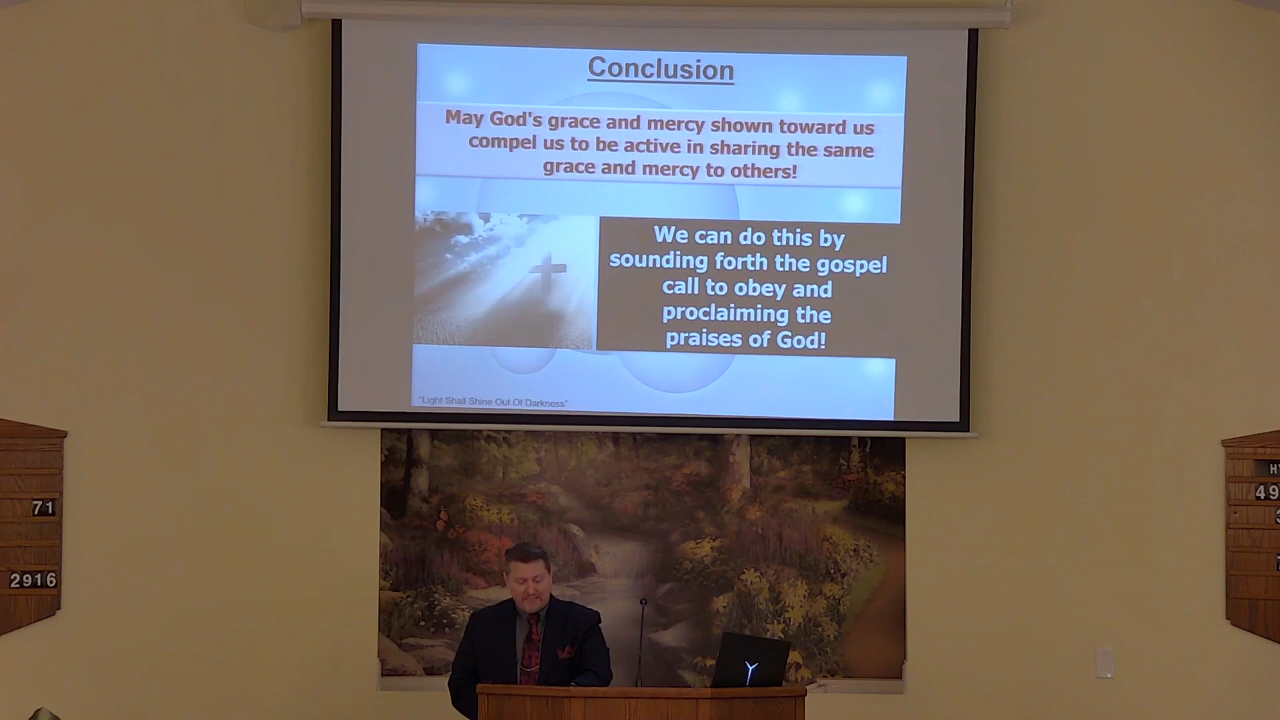 Conclusion
May God's grace and mercy shown toward us
compel us to be active in sharing the same
grace and mercy to others!
We can do this by
sounding forth the gospel
call to obey and
proclaiming the
praises of God!
"Light Shall Shine Out Of Darkness"
71
2916
H
49